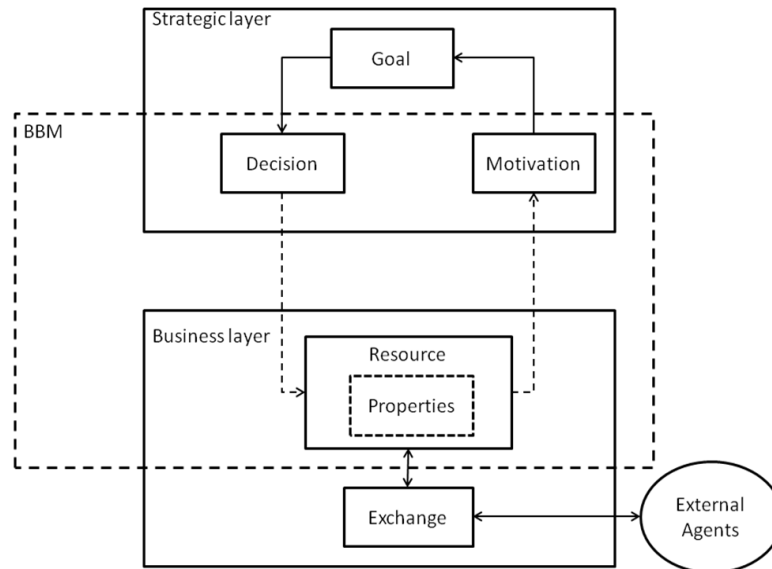 Strategic layer
Goal
BBM
Decision
Motivation
Business layer
Resource
Properties
Exchange
External
Agents